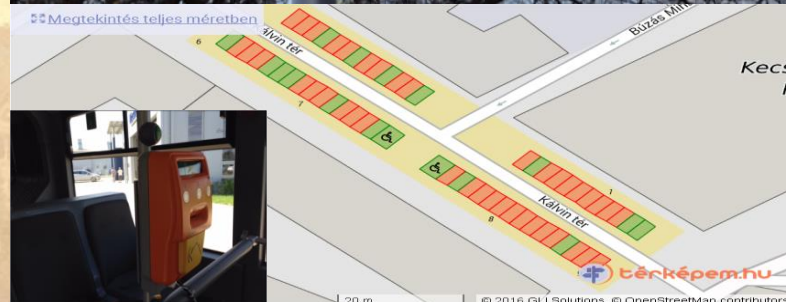 Megtekintés teljes méretben
Búzás
6
Kálvin tér
Kecs
7
1
Kálvin tér
8
térképem.hu
20 m
© 2016 GLI Solutions, © OpenStreetMap contributors